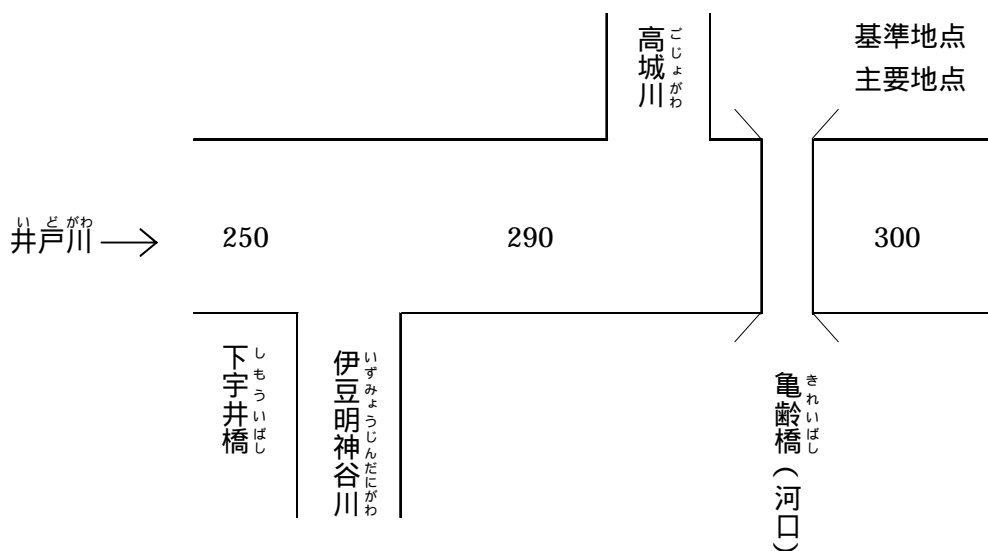 基準地点
主要地点
高城川
ごじょがわ
井戸川
いどがわ
250
290
300
下宇井橋
しもういばし
伊豆明神谷川
いずみょうじんだにがわ
亀齢橋(河口)
きれいばし